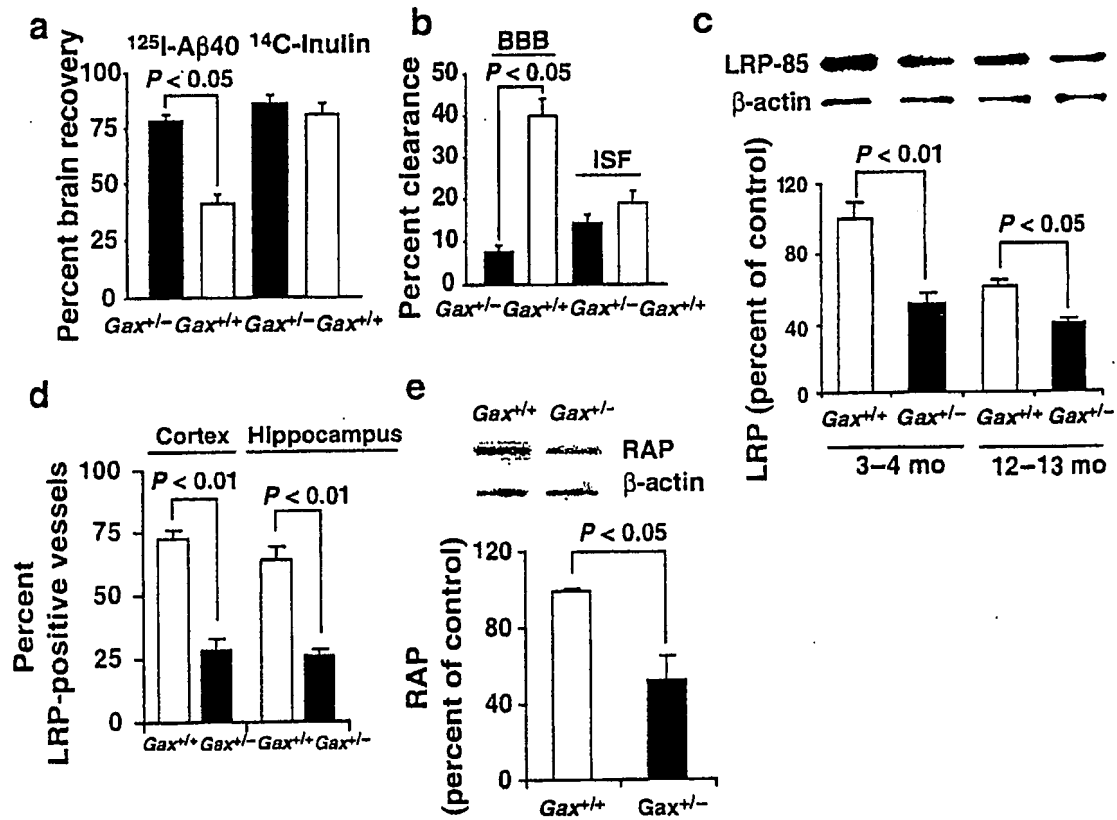 a
125I-Aβ40 14C-Inulin
Percent brain recovery
100
75
50
25
0
P < 0.05
Gax+/- Gax+/+ Gax+/- Gax+/+
b
BBB
P < 0.05
ISF
Percent clearance
50
40
30
20
10
0
Gax+/- Gax+/+ Gax+/- Gax+/+
c
LRP-85
β-actin
P < 0.01
P < 0.05
LRP (percent of control)
120
80
40
0
Gax+/+ Gax+/- Gax+/+ Gax+/-
3–4 mo 12–13 mo
d
Cortex Hippocampus
P < 0.01 P < 0.01
Percent
LRP-positive vessels
100
75
50
25
0
Gax+/+ Gax+/- Gax+/+ Gax+/-
e
Gax+/+ Gax+/-
RAP
β-actin
P < 0.05
RAP
(percent of control)
120
80
40
0
Gax+/+ Gax+/-